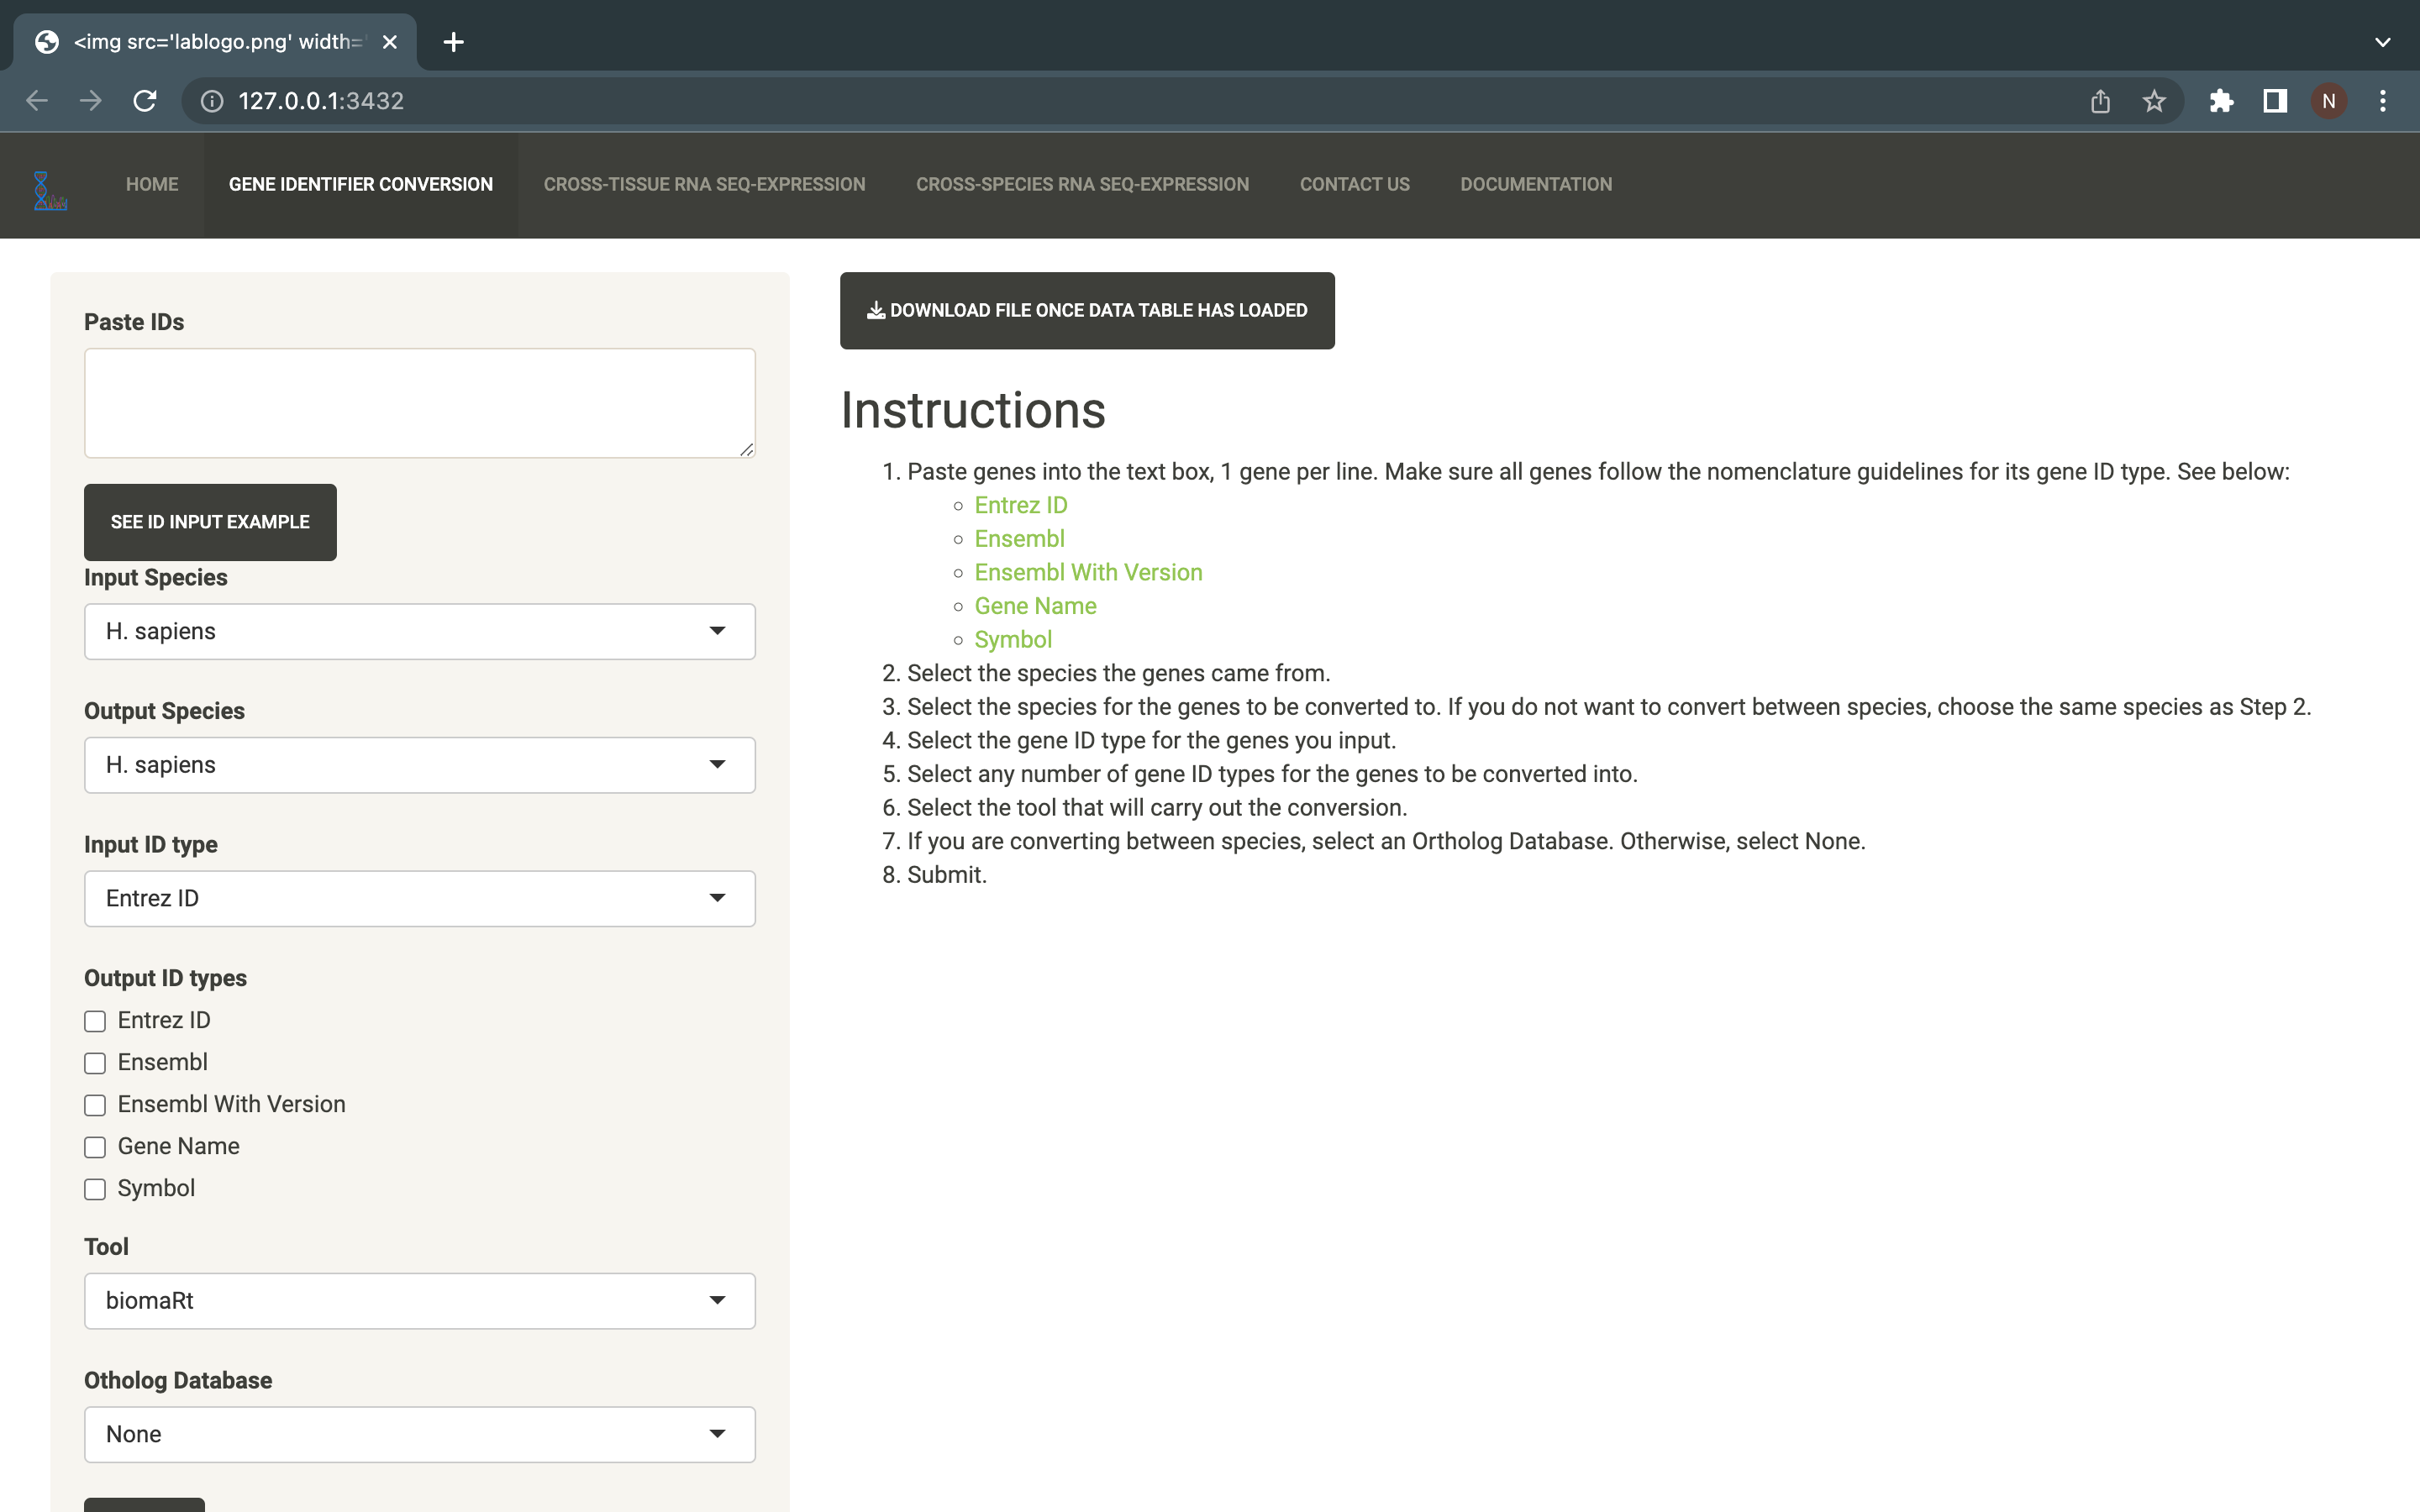 <img src='lablogo.png' width='
127.0.0.1:3432
N
HOME
GENE IDENTIFIER CONVERSION
CROSS-TISSUE RNA SEQ-EXPRESSION
CROSS-SPECIES RNA SEQ-EXPRESSION
CONTACT US
DOCUMENTATION
Paste IDs
SEE ID INPUT EXAMPLE
Input Species
H. sapiens
Output Species
H. sapiens
Input ID type
Entrez ID
Output ID types
Entrez ID
Ensembl
Ensembl With Version
Gene Name
Symbol
Tool
biomaRt
Otholog Database
None
DOWNLOAD FILE ONCE DATA TABLE HAS LOADED
Instructions
1. Paste genes into the text box, 1 gene per line. Make sure all genes follow the nomenclature guidelines for its gene ID type. See below:
Entrez ID
Ensembl
Ensembl With Version
Gene Name
Symbol
2. Select the species the genes came from.
3. Select the species for the genes to be converted to. If you do not want to convert between species, choose the same species as Step 2.
4. Select the gene ID type for the genes you input.
5. Select any number of gene ID types for the genes to be converted into.
6. Select the tool that will carry out the conversion.
7. If you are converting between species, select an Ortholog Database. Otherwise, select None.
8. Submit.